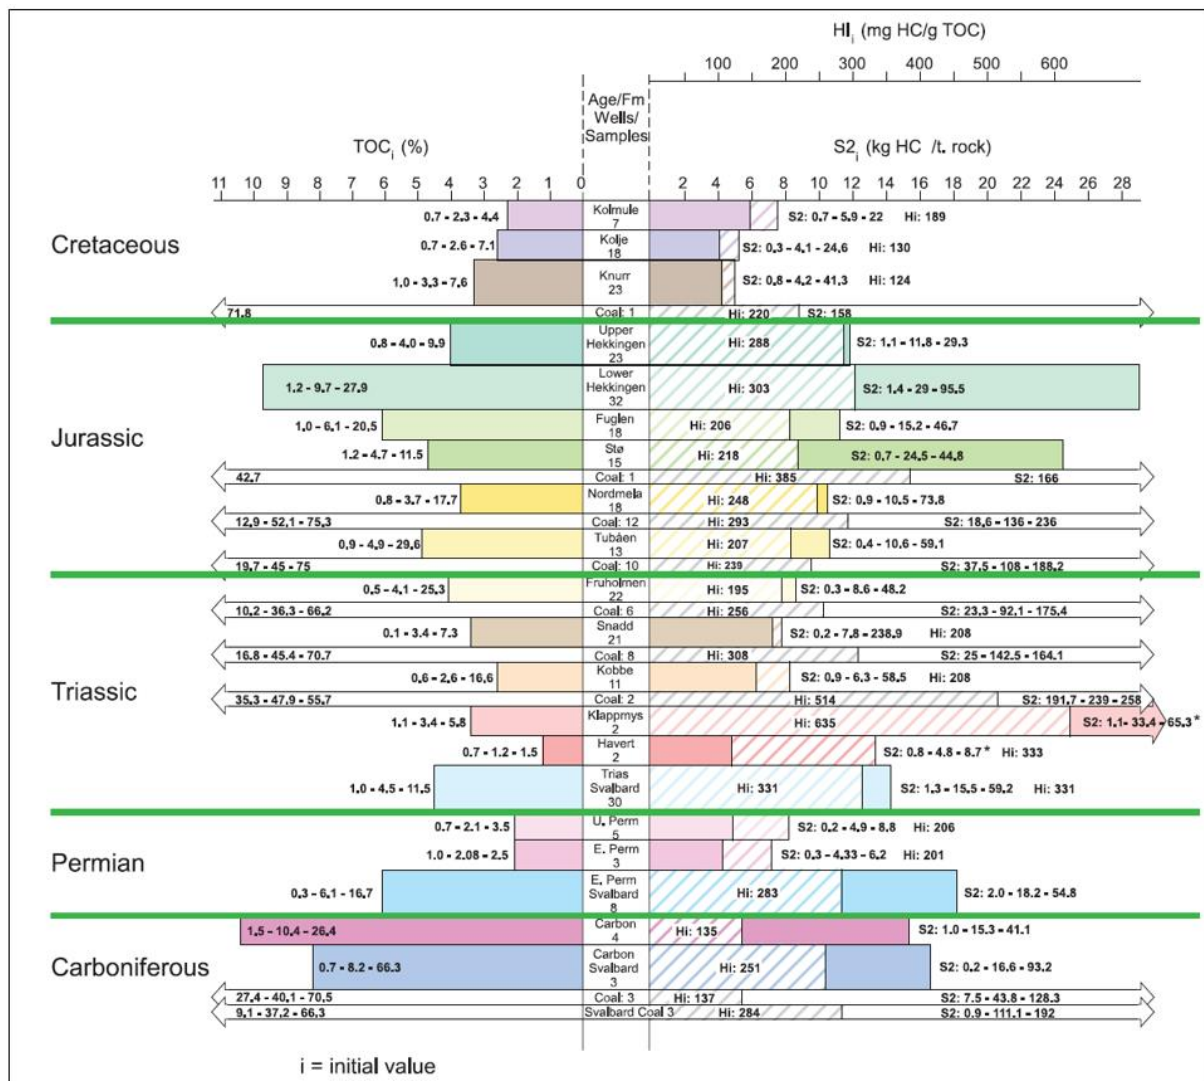 HIi (mg HC/g TOC)
100 200 300 400 500 600
Age/Fm
Wells/
Samples
TOCi (%)
S2i (kg HC /t. rock)
11 10 9 8 7 6 5 4 3 2 1 0
2 4 6 8 10 12 14 16 18 20 22 24 26 28
Cretaceous
0.7 - 2.3 - 4.4
Kolmule
7
S2: 0.7 - 5.9 - 22 Hi: 189
0.7 - 2.6 - 7.1
Kolje
18
S2: 0.3 - 4.1 - 24.6 Hi: 130
1.0 - 3.3 - 7.6
Knurr
23
S2: 0.8 - 4.2 - 41.3 Hi: 124
71.8
Coal: 1
Hi: 220
S2: 158
Jurassic
0.8 - 4.0 - 9.9
Upper
Hekkingen
23
Hi: 288
S2: 1.1 - 11.8 - 29.3
1.2 - 9.7 - 27.9
Lower
Hekkingen
32
Hi: 303
S2: 1.4 - 29 - 95.5
1.0 - 6.1 - 20.5
Fuglen
18
Hi: 206
S2: 0.9 - 15.2 - 46.7
1.2 - 4.7 - 11.5
Stø
15
Hi: 218
S2: 0.7 - 24.5 - 44.8
42.7
Coal: 1
Hi: 385
S2: 166
0.8 - 3.7 - 17.7
Nordmela
18
Hi: 248
S2: 0.9 - 10.5 - 73.8
12.9 - 52.1 - 75.3
Coal: 12
Hi: 293
S2: 18.6 - 136 - 236
0.9 - 4.9 - 29.6
Tubåen
13
Hi: 207
S2: 0.4 - 10.6 - 59.1
19.7 - 45 - 75
Coal: 10
Hi: 239
S2: 37.5 - 108 - 188.2
Triassic
0.5 - 4.1 - 25.3
Fruholmen
22
Hi: 195
S2: 0.3 - 8.6 - 48.2
10.2 - 36.3 - 66.2
Coal: 6
Hi: 256
S2: 23.3 - 92.1 - 175.4
0.1 - 3.4 - 7.3
Snadd
21
S2: 0.2 - 7.8 - 238.9 Hi: 208
16.8 - 45.4 - 70.7
Coal: 8
Hi: 308
S2: 25 - 142.5 - 164.1
0.6 - 2.6 - 16.6
Kobbe
11
S2: 0.9 - 6.3 - 58.5 Hi: 208
35.3 - 47.9 - 55.7
Coal: 2
Hi: 514
S2: 191.7 - 239 - 258
1.1 - 3.4 - 5.8
Klappmys
2
Hi: 635
S2: 1.1- 33.4 - 65.3*
0.7 - 1.2 - 1.5
Havert
2
S2: 0.8 - 4.8 - 8.7* Hi: 333
1.0 - 4.5 - 11.5
Trias
Svalbard
30
Hi: 331
S2: 1.3 - 15.5 - 59.2 Hi: 331
Permian
0.7 - 2.1 - 3.5
U. Perm
5
S2: 0.2 - 4.9 - 8.8 Hi: 206
1.0 - 2.08 - 2.5
E. Perm
3
S2: 0.3 - 4.33 - 6.2 Hi: 201
0.3 - 6.1 - 16.7
E. Perm
Svalbard
8
Hi: 283
S2: 2.0 - 18.2 - 54.8
Carboniferous
1.5 - 10.4 - 26.4
Carbon
4
Hi: 135
S2: 1.0 - 15.3 - 41.1
0.7 - 8.2 - 66.3
Carbon
Svalbard
3
Hi: 251
S2: 0.2 - 16.6 - 93.2
27.4 - 40.1 - 70.5
Coal: 3
Hi: 137
S2: 7.5 - 43.8 - 128.3
9.1 - 37.2 - 66.3
Svalbard Coal 3
Hi: 284
S2: 0.9 - 111.1 - 192
i = initial value